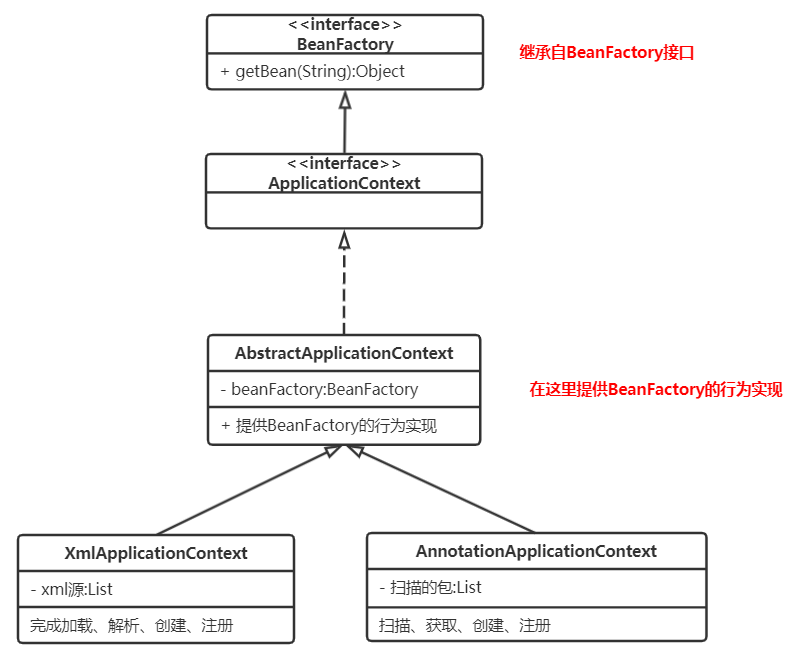 <<interface>>
BeanFactory
+ getBean(String):Object
继承自BeanFactory接口
<<interface>>
ApplicationContext
AbstractApplicationContext
- beanFactory:BeanFactory
+ 提供BeanFactory的行为实现
在这里提供BeanFactory的行为实现
XmlApplicationContext
- xml源:List
完成加载、解析、创建、注册
AnnotationApplicationContext
- 扫描的包:List
扫描、获取、创建、注册